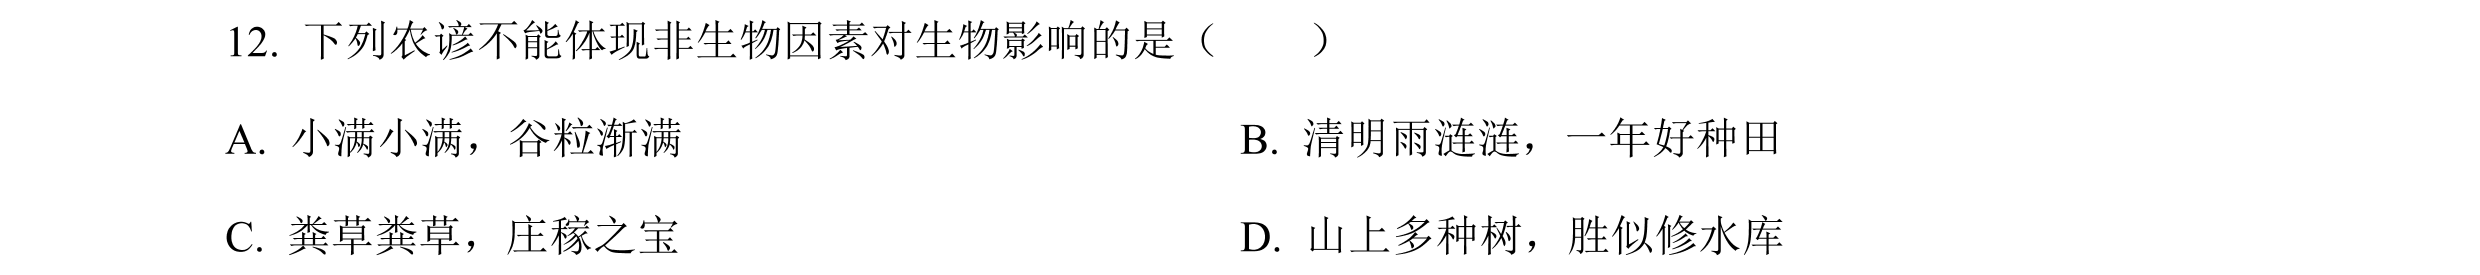 12. 下列农谚不能体现非生物因素对生物影响的是（　　）
A. 小满小满，谷粒渐满　　B. 清明雨涟涟，一年好种田
C. 粪草粪草，庄稼之宝　　D. 山上多种树，胜似修水库